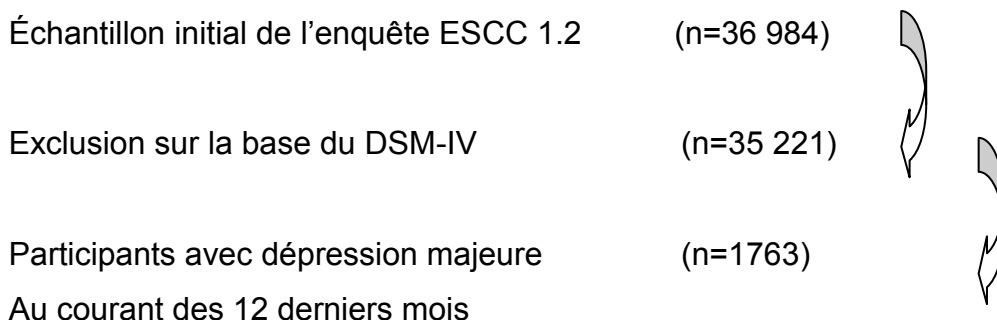 Échantillon initial de l’enquête ESCC 1.2 (n=36 984)
Exclusion sur la base du DSM-IV (n=35 221)
Participants avec dépression majeure (n=1763)
Au courant des 12 derniers mois